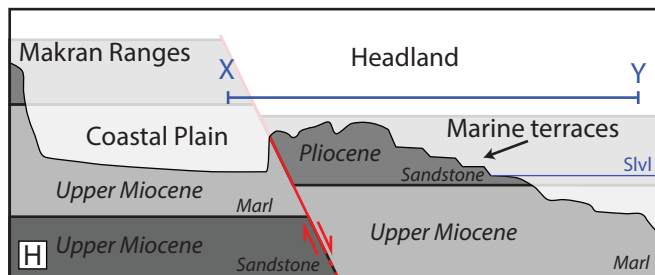 Makran Ranges
Headland
X
Y
Coastal Plain
Marine terraces
Pliocene
Sandstone
Slvl
Upper Miocene
Marl
Upper Miocene
Upper Miocene
H
Sandstone
Marl